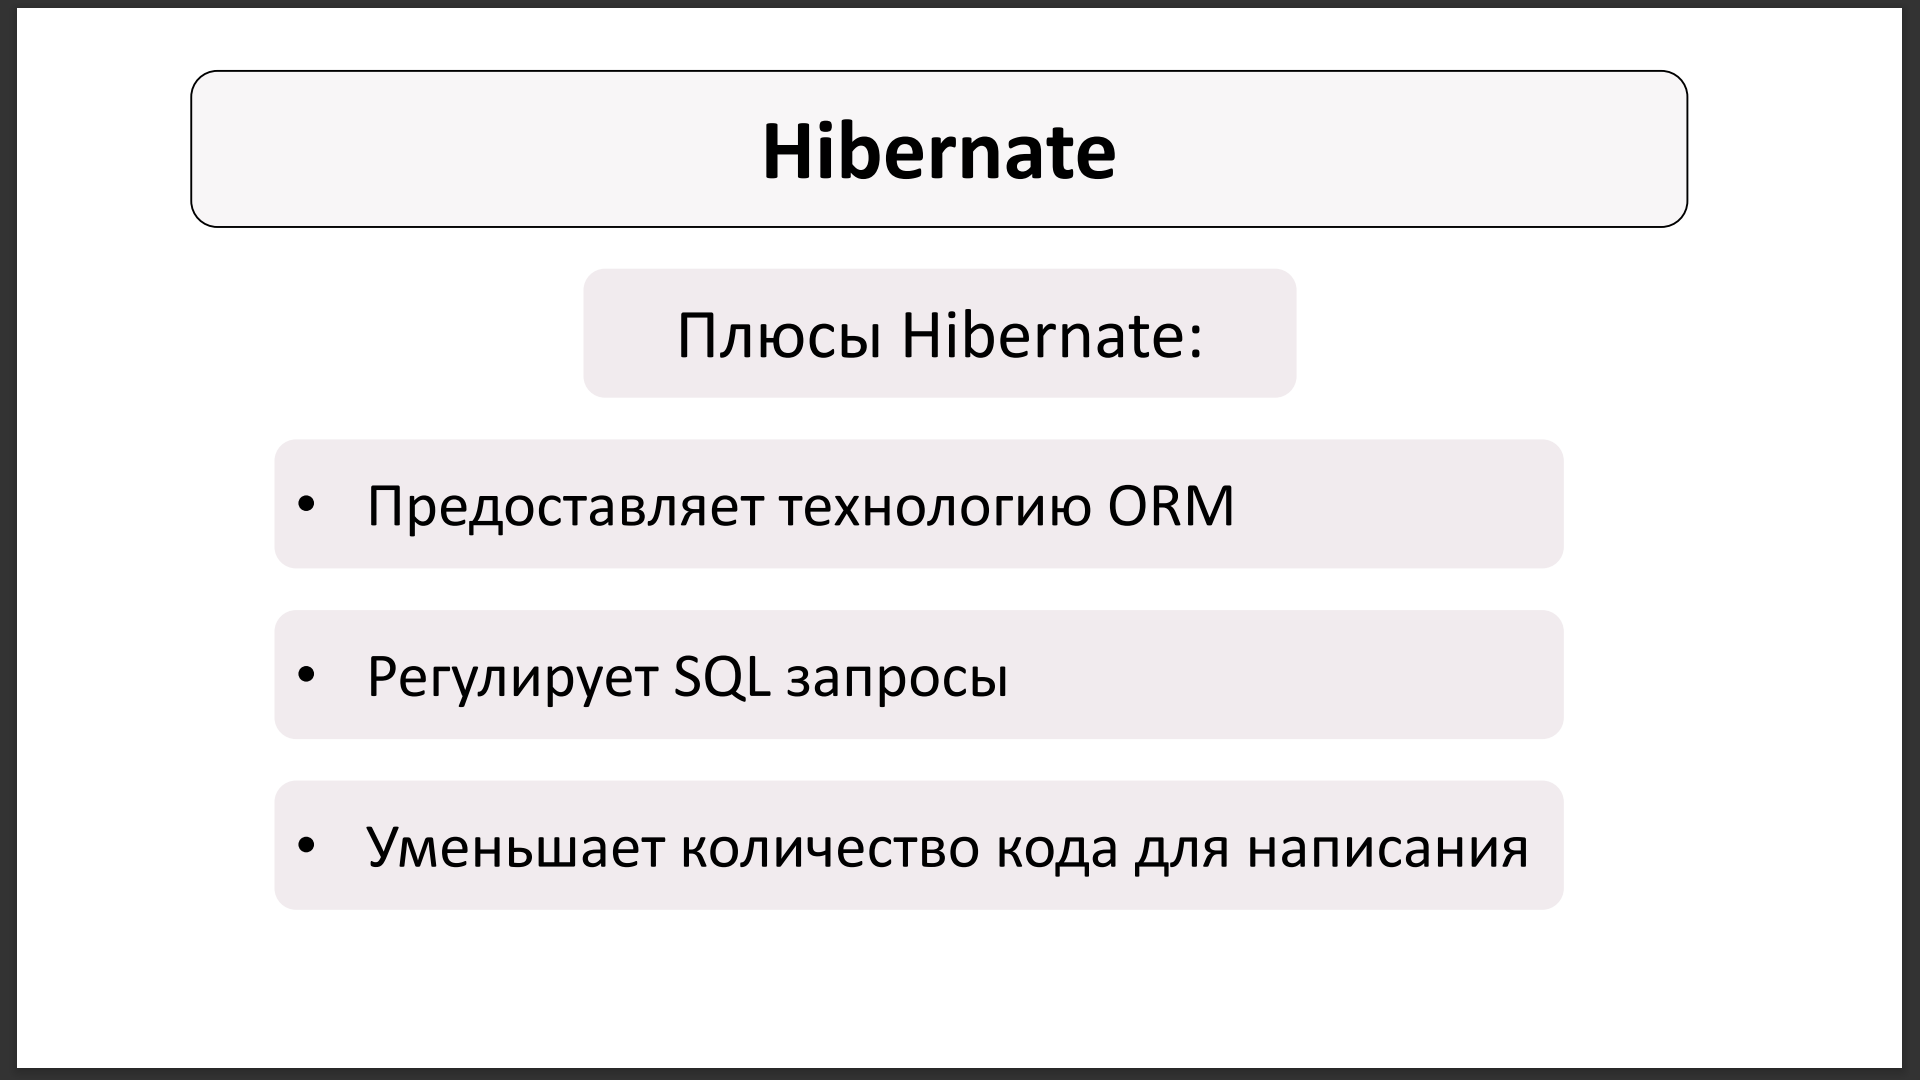 Hibernate
Плюсы Hibernate:
• Предоставляет технологию ORM
• Регулирует SQL запросы
• Уменьшает количество кода для написания